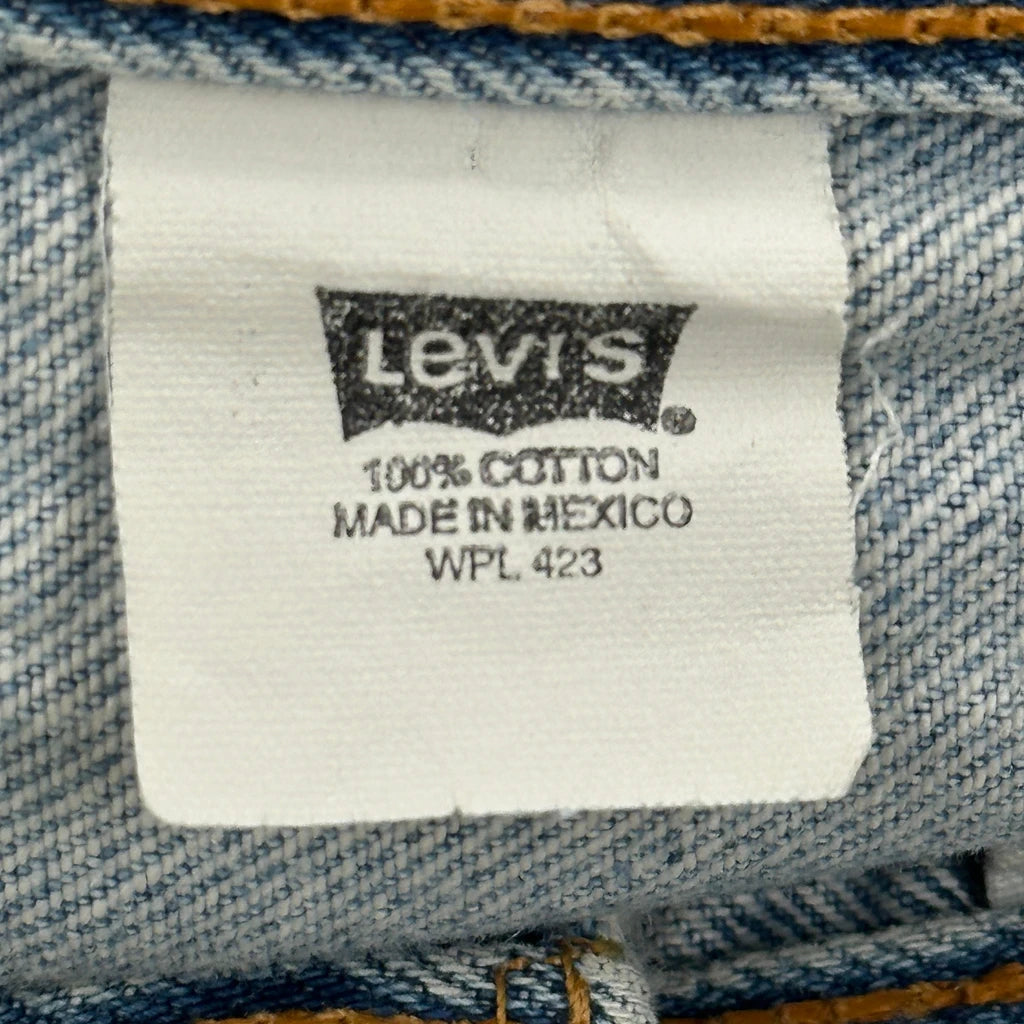 Levi's
100% COTTON
MADE IN MEXICO
WPL 423